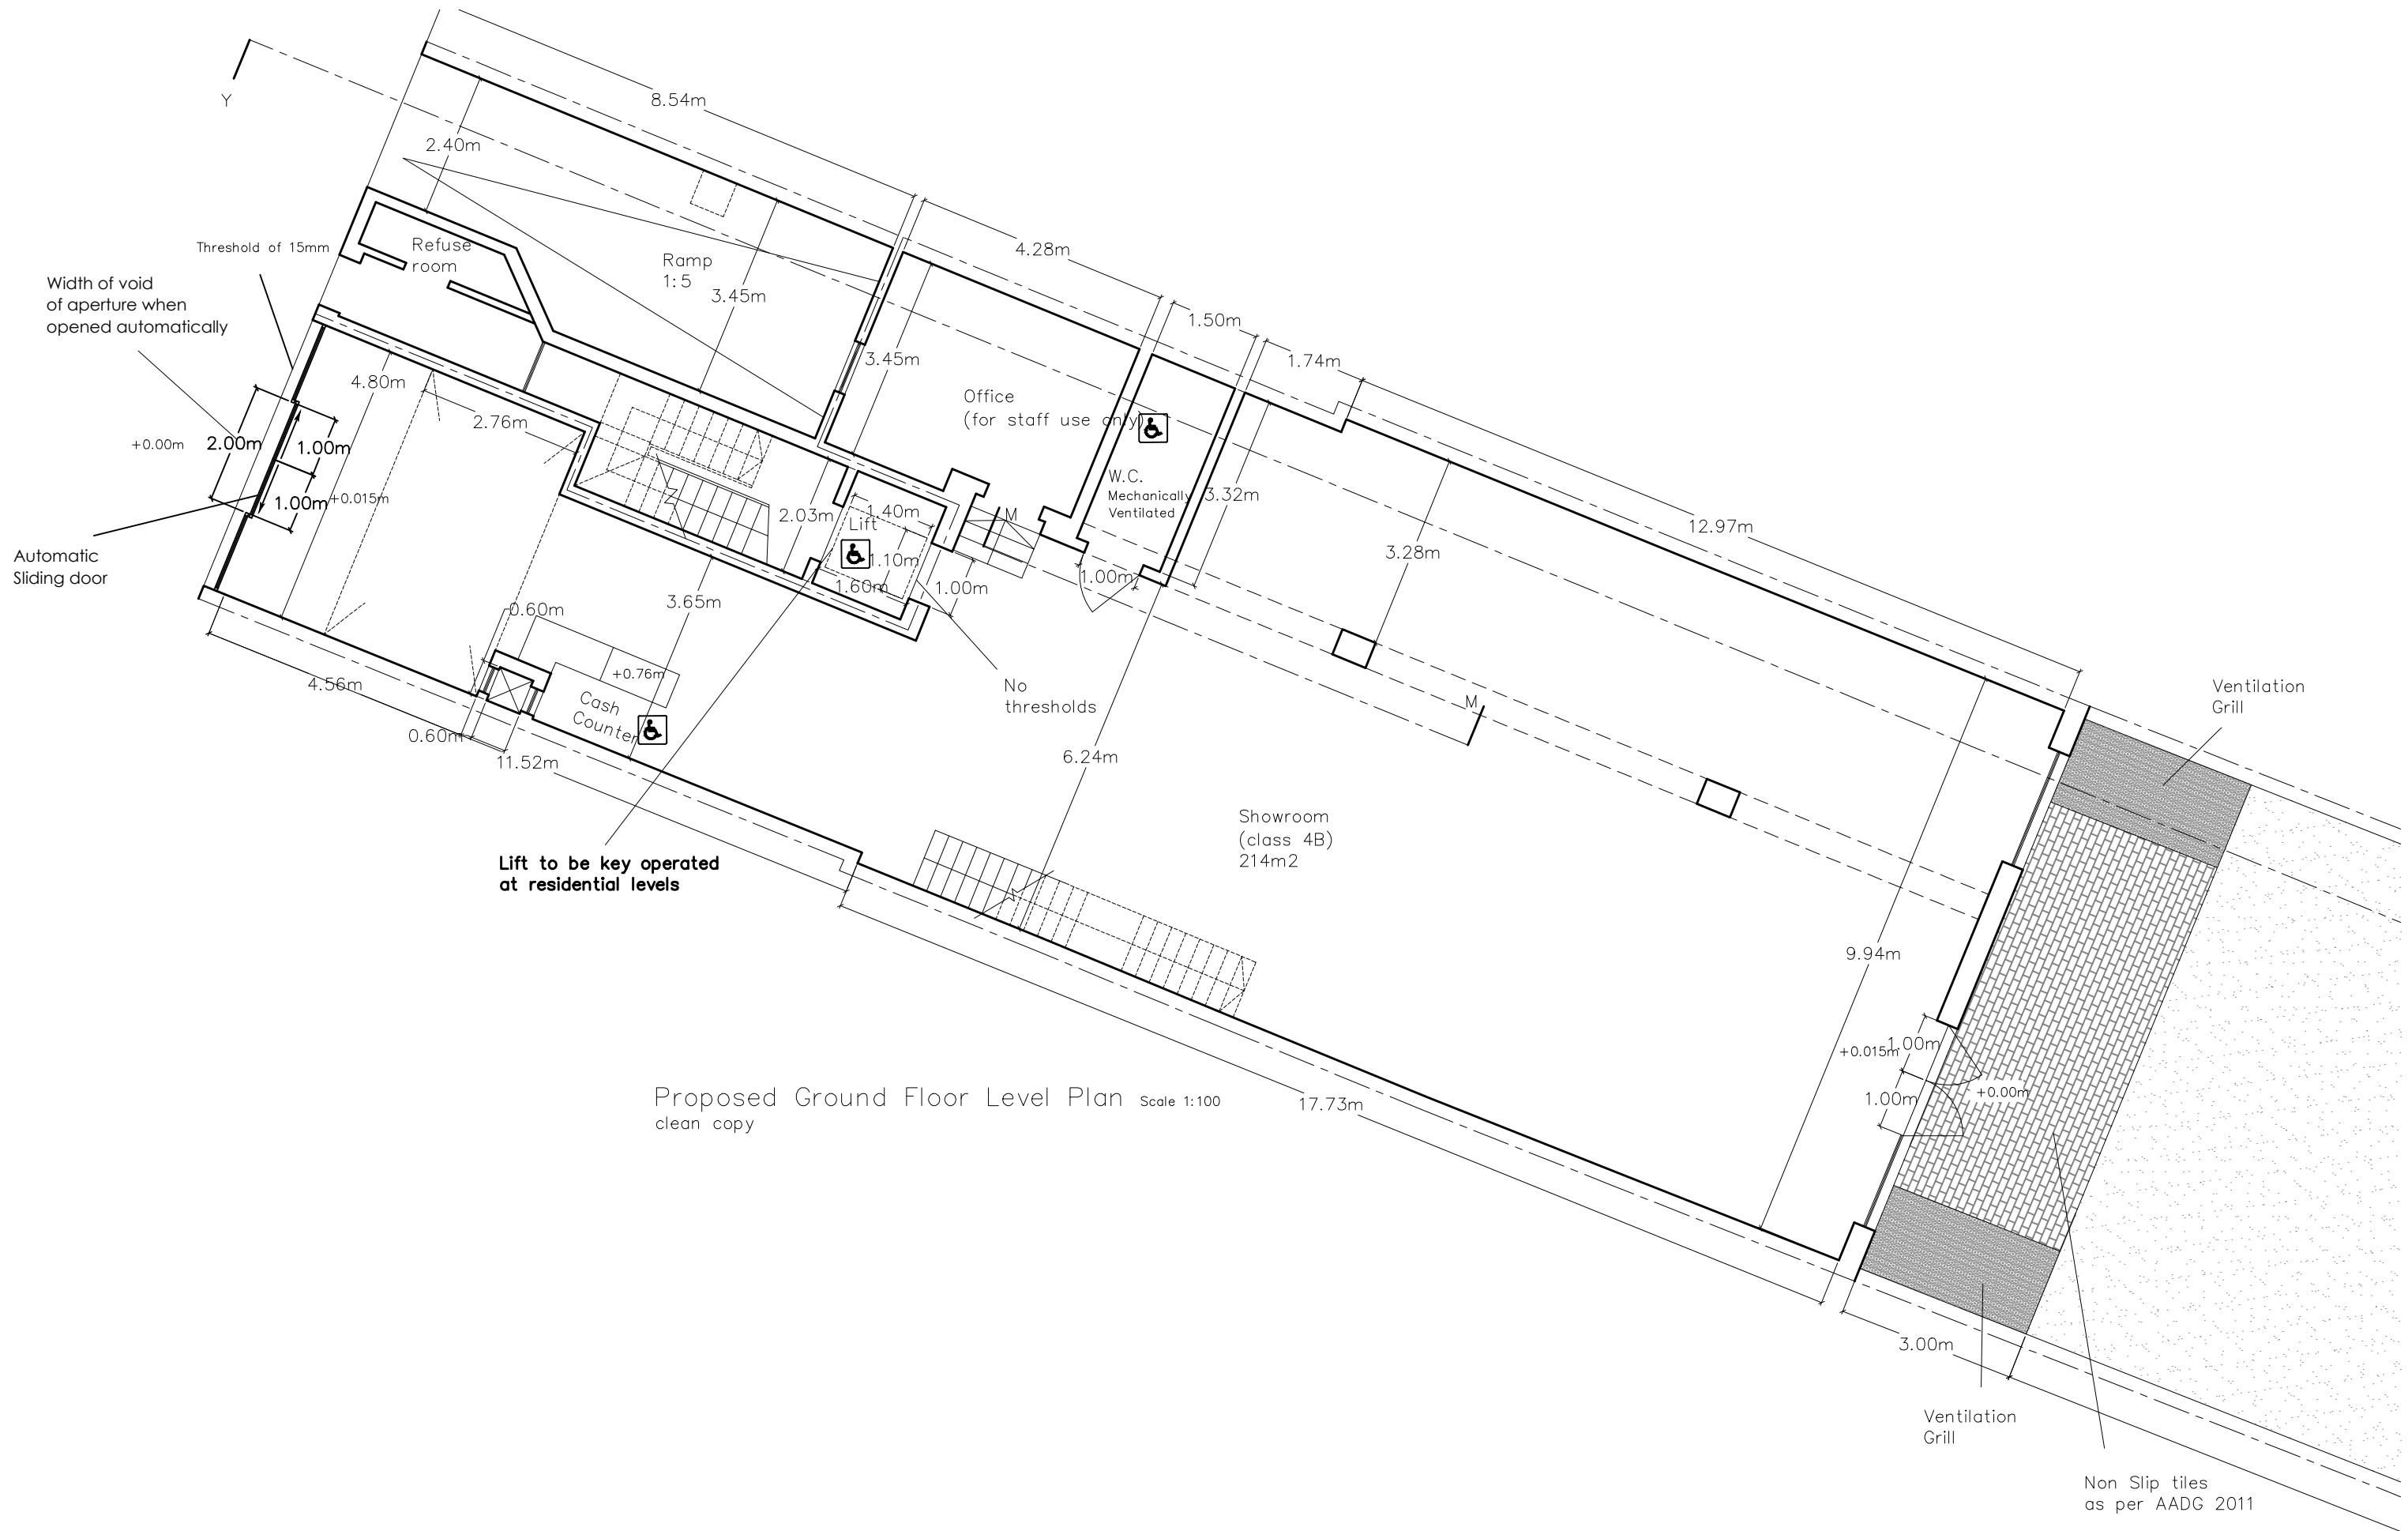 Y
8.54m
2.40m
Threshold of 15mm
Refuse
room
Ramp
1:5
3.45m
4.28m
Width of void
of aperture when
opened automatically
1.50m
1.74m
3.45m
4.80m
2.76m
Office
(for staff use only)
+0.00m
2.00m
1.00m
1.00m
+0.015m
W.C.
Mechanically
Ventilated
3.32m
2.03m
1.40m
Lift
M
1.10m
1.60m
1.00m
1.00m
3.28m
12.97m
Automatic
Sliding door
0.60m
3.65m
+0.76m
Cash
Counter
4.56m
0.60m
11.52m
No
thresholds
M
6.24m
Ventilation
Grill
Showroom
(class 4B)
214m2
Lift to be key operated
at residential levels
9.94m
+0.015m
1.00m
1.00m
+0.00m
Proposed Ground Floor Level Plan Scale 1:100
clean copy
17.73m
3.00m
Ventilation
Grill
Non Slip tiles
as per AADG 2011